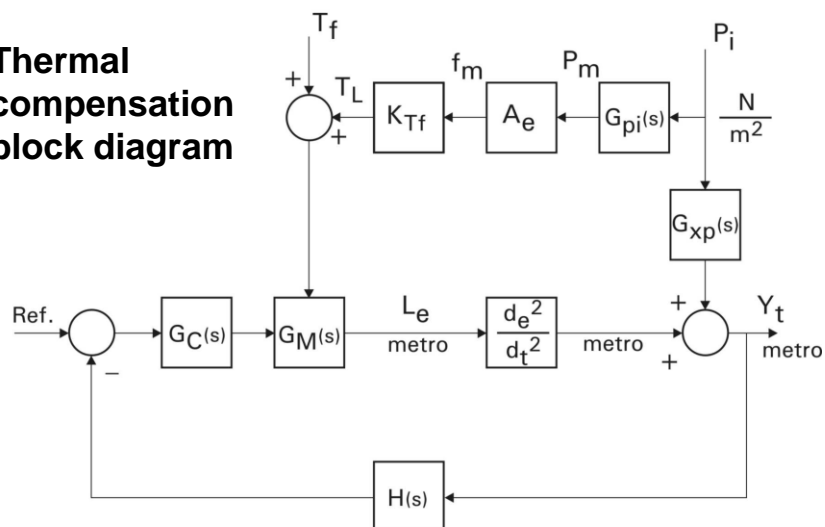 Thermal
compensation
block diagram
T_f
P_i
+
T_L
f_m
P_m
+
K_Tf
A_e
G_pi(s)
N
m²
G_xp(s)
Ref.
G_C(s)
G_M(s)
L_e
metro
d_e²
d_t²
metro
+
+
Y_t
metro
−
H(s)